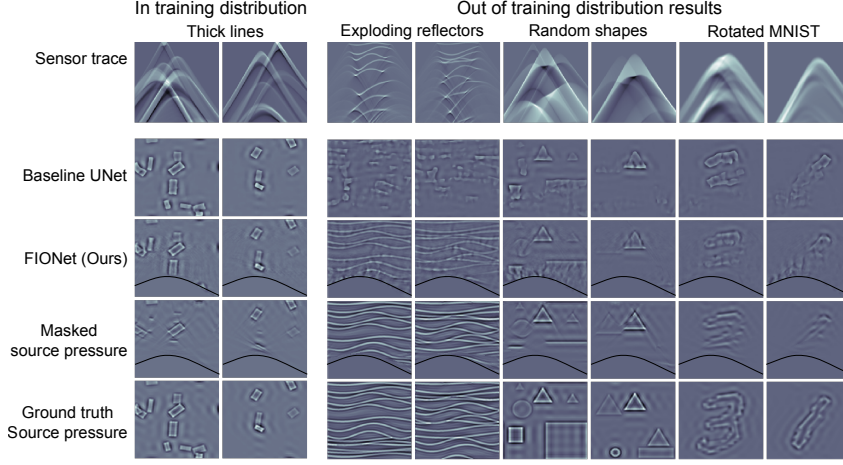 In training distribution
Out of training distribution results
Thick lines
Exploding reflectors
Random shapes
Rotated MNIST
Sensor trace
Baseline UNet
FIONet (Ours)
Masked
source pressure
Ground truth
Source pressure